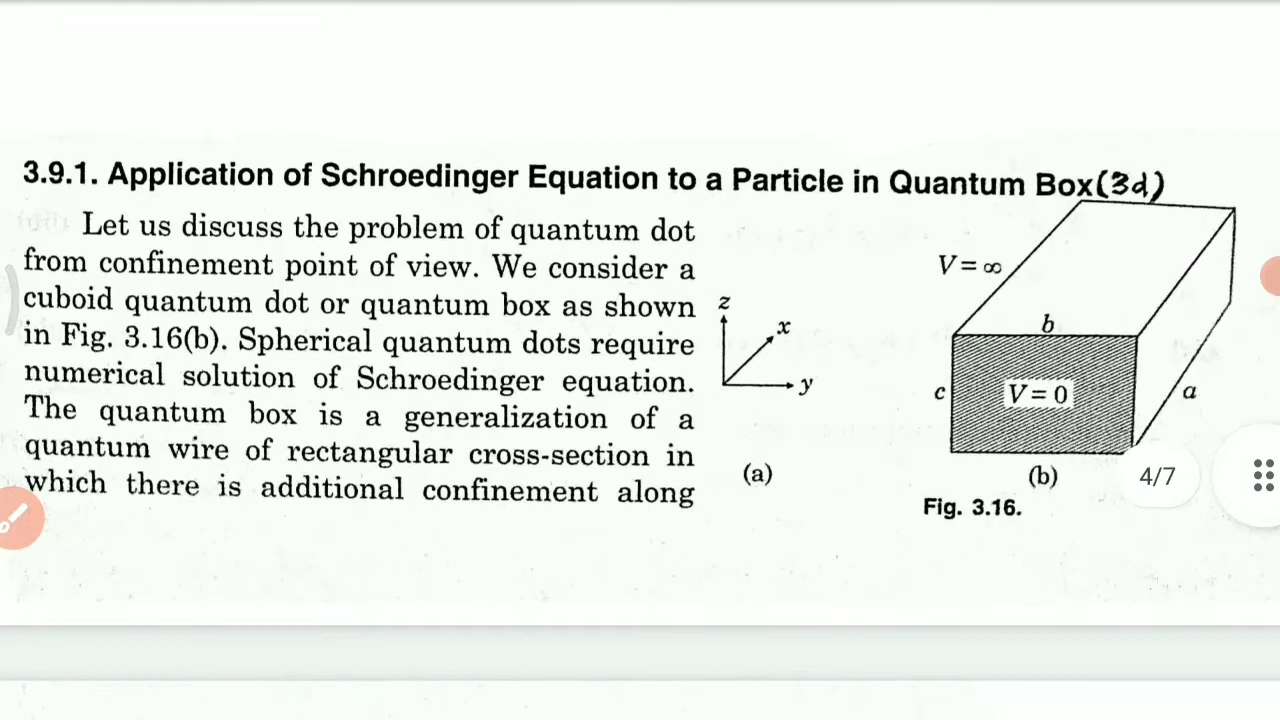 3.9.1. Application of Schroedinger Equation to a Particle in Quantum Box(3d)
Let us discuss the problem of quantum dot
from confinement point of view. We consider a
cuboid quantum dot or quantum box as shown
in Fig. 3.16(b). Spherical quantum dots require
numerical solution of Schroedinger equation.
The quantum box is a generalization of a
quantum wire of rectangular cross-section in
which there is additional confinement along
z
x
y
(a)
V = ∞
b
c
V = 0
a
(b)
4/7
Fig. 3.16.